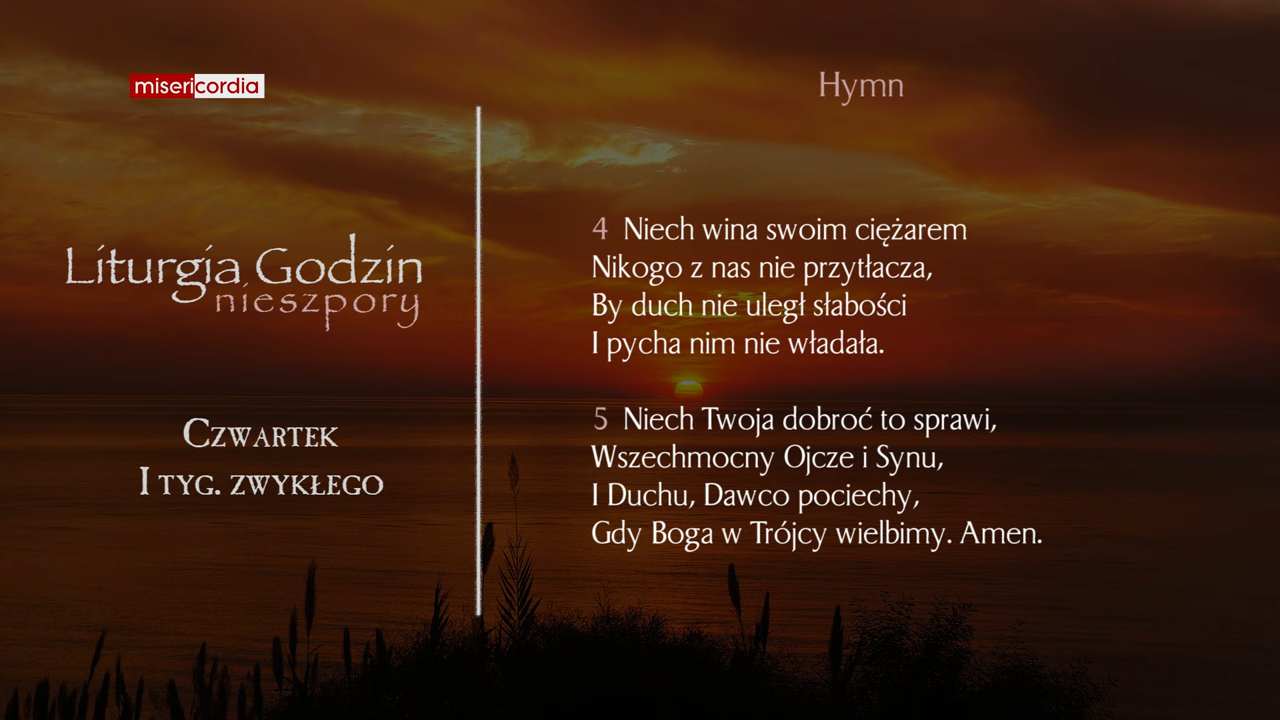 misericordia
Liturgia Godzin
nieszpory
Czwartek
I tyg. zwykłego
Hymn
4 Niech wina swoim ciężarem
Nikogo z nas nie przytłacza,
By duch nie uległ słabości
I pycha nim nie władała.
5 Niech Twoja dobroć to sprawi,
Wszechmocny Ojcze i Synu,
I Duchu, Dawco pociechy,
Gdy Boga w Trójcy wielbimy. Amen.